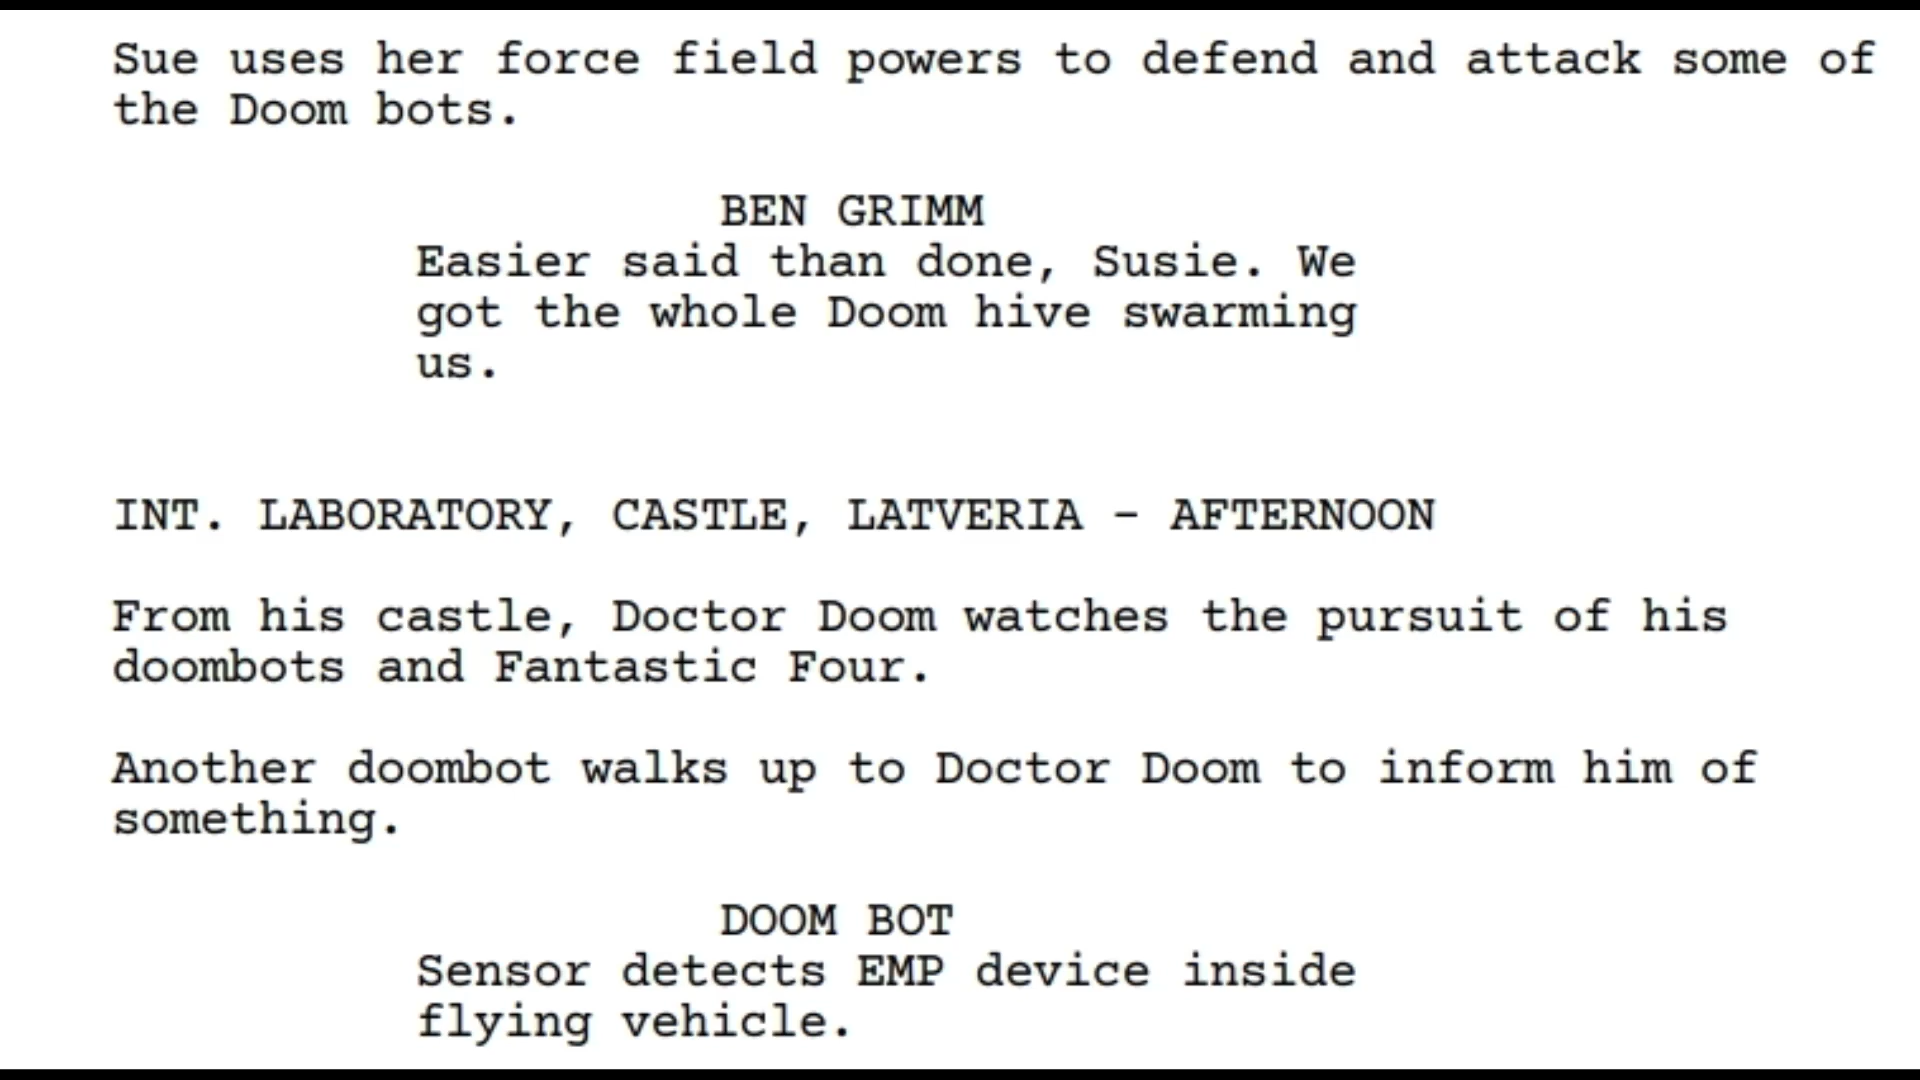 Sue uses her force field powers to defend and attack some of
the Doom bots.
BEN GRIMM
Easier said than done, Susie. We
got the whole Doom hive swarming
us.
INT. LABORATORY, CASTLE, LATVERIA - AFTERNOON
From his castle, Doctor Doom watches the pursuit of his
doombots and Fantastic Four.
Another doombot walks up to Doctor Doom to inform him of
something.
DOOM BOT
Sensor detects EMP device inside
flying vehicle.